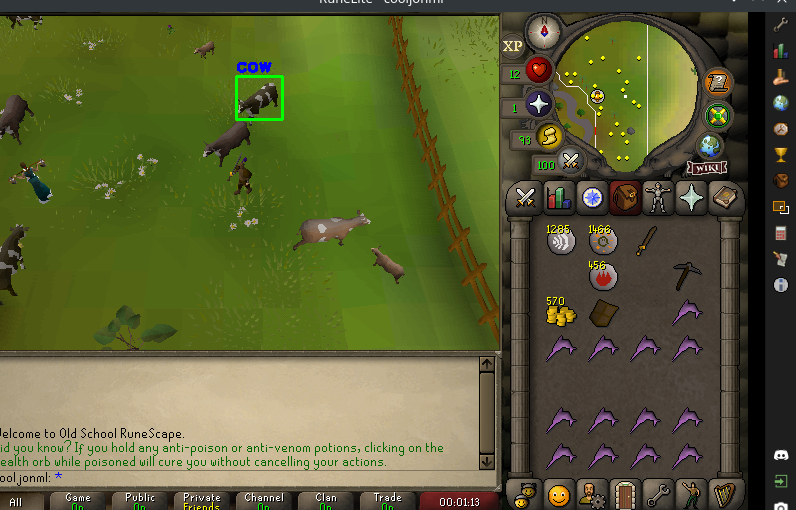 RuneLite - cooljonml
COW
N
XP
12
1
93
100
WIKI
1285
1466
456
570
Welcome to Old School RuneScape.
id you know? If you hold any anti-poison or anti-venom potions, clicking on the
ealth orb while poisoned will cure you without cancelling your actions.
cooljonml: *
All
Game
On
Public
On
Private
Friends
Channel
On
Clan
On
Trade
On
00:01:13